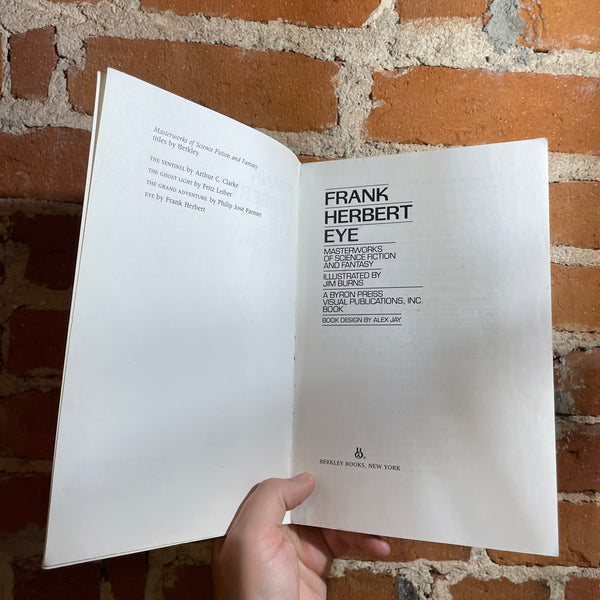 Masterworks of Science Fiction and Fantasy
titles by Berkley
THE SENTINEL by Arthur C. Clarke
THE GHOST LIGHT by Fritz Leiber
THE GRAND ADVENTURE by Philip José Farmer
EYE by Frank Herbert
FRANK
HERBERT
EYE
MASTERWORKS
OF SCIENCE FICTION
AND FANTASY
ILLUSTRATED BY
JIM BURNS
A BYRON PREISS
VISUAL PUBLICATIONS, INC.
BOOK
BOOK DESIGN BY ALEX JAY
BERKLEY BOOKS, NEW YORK